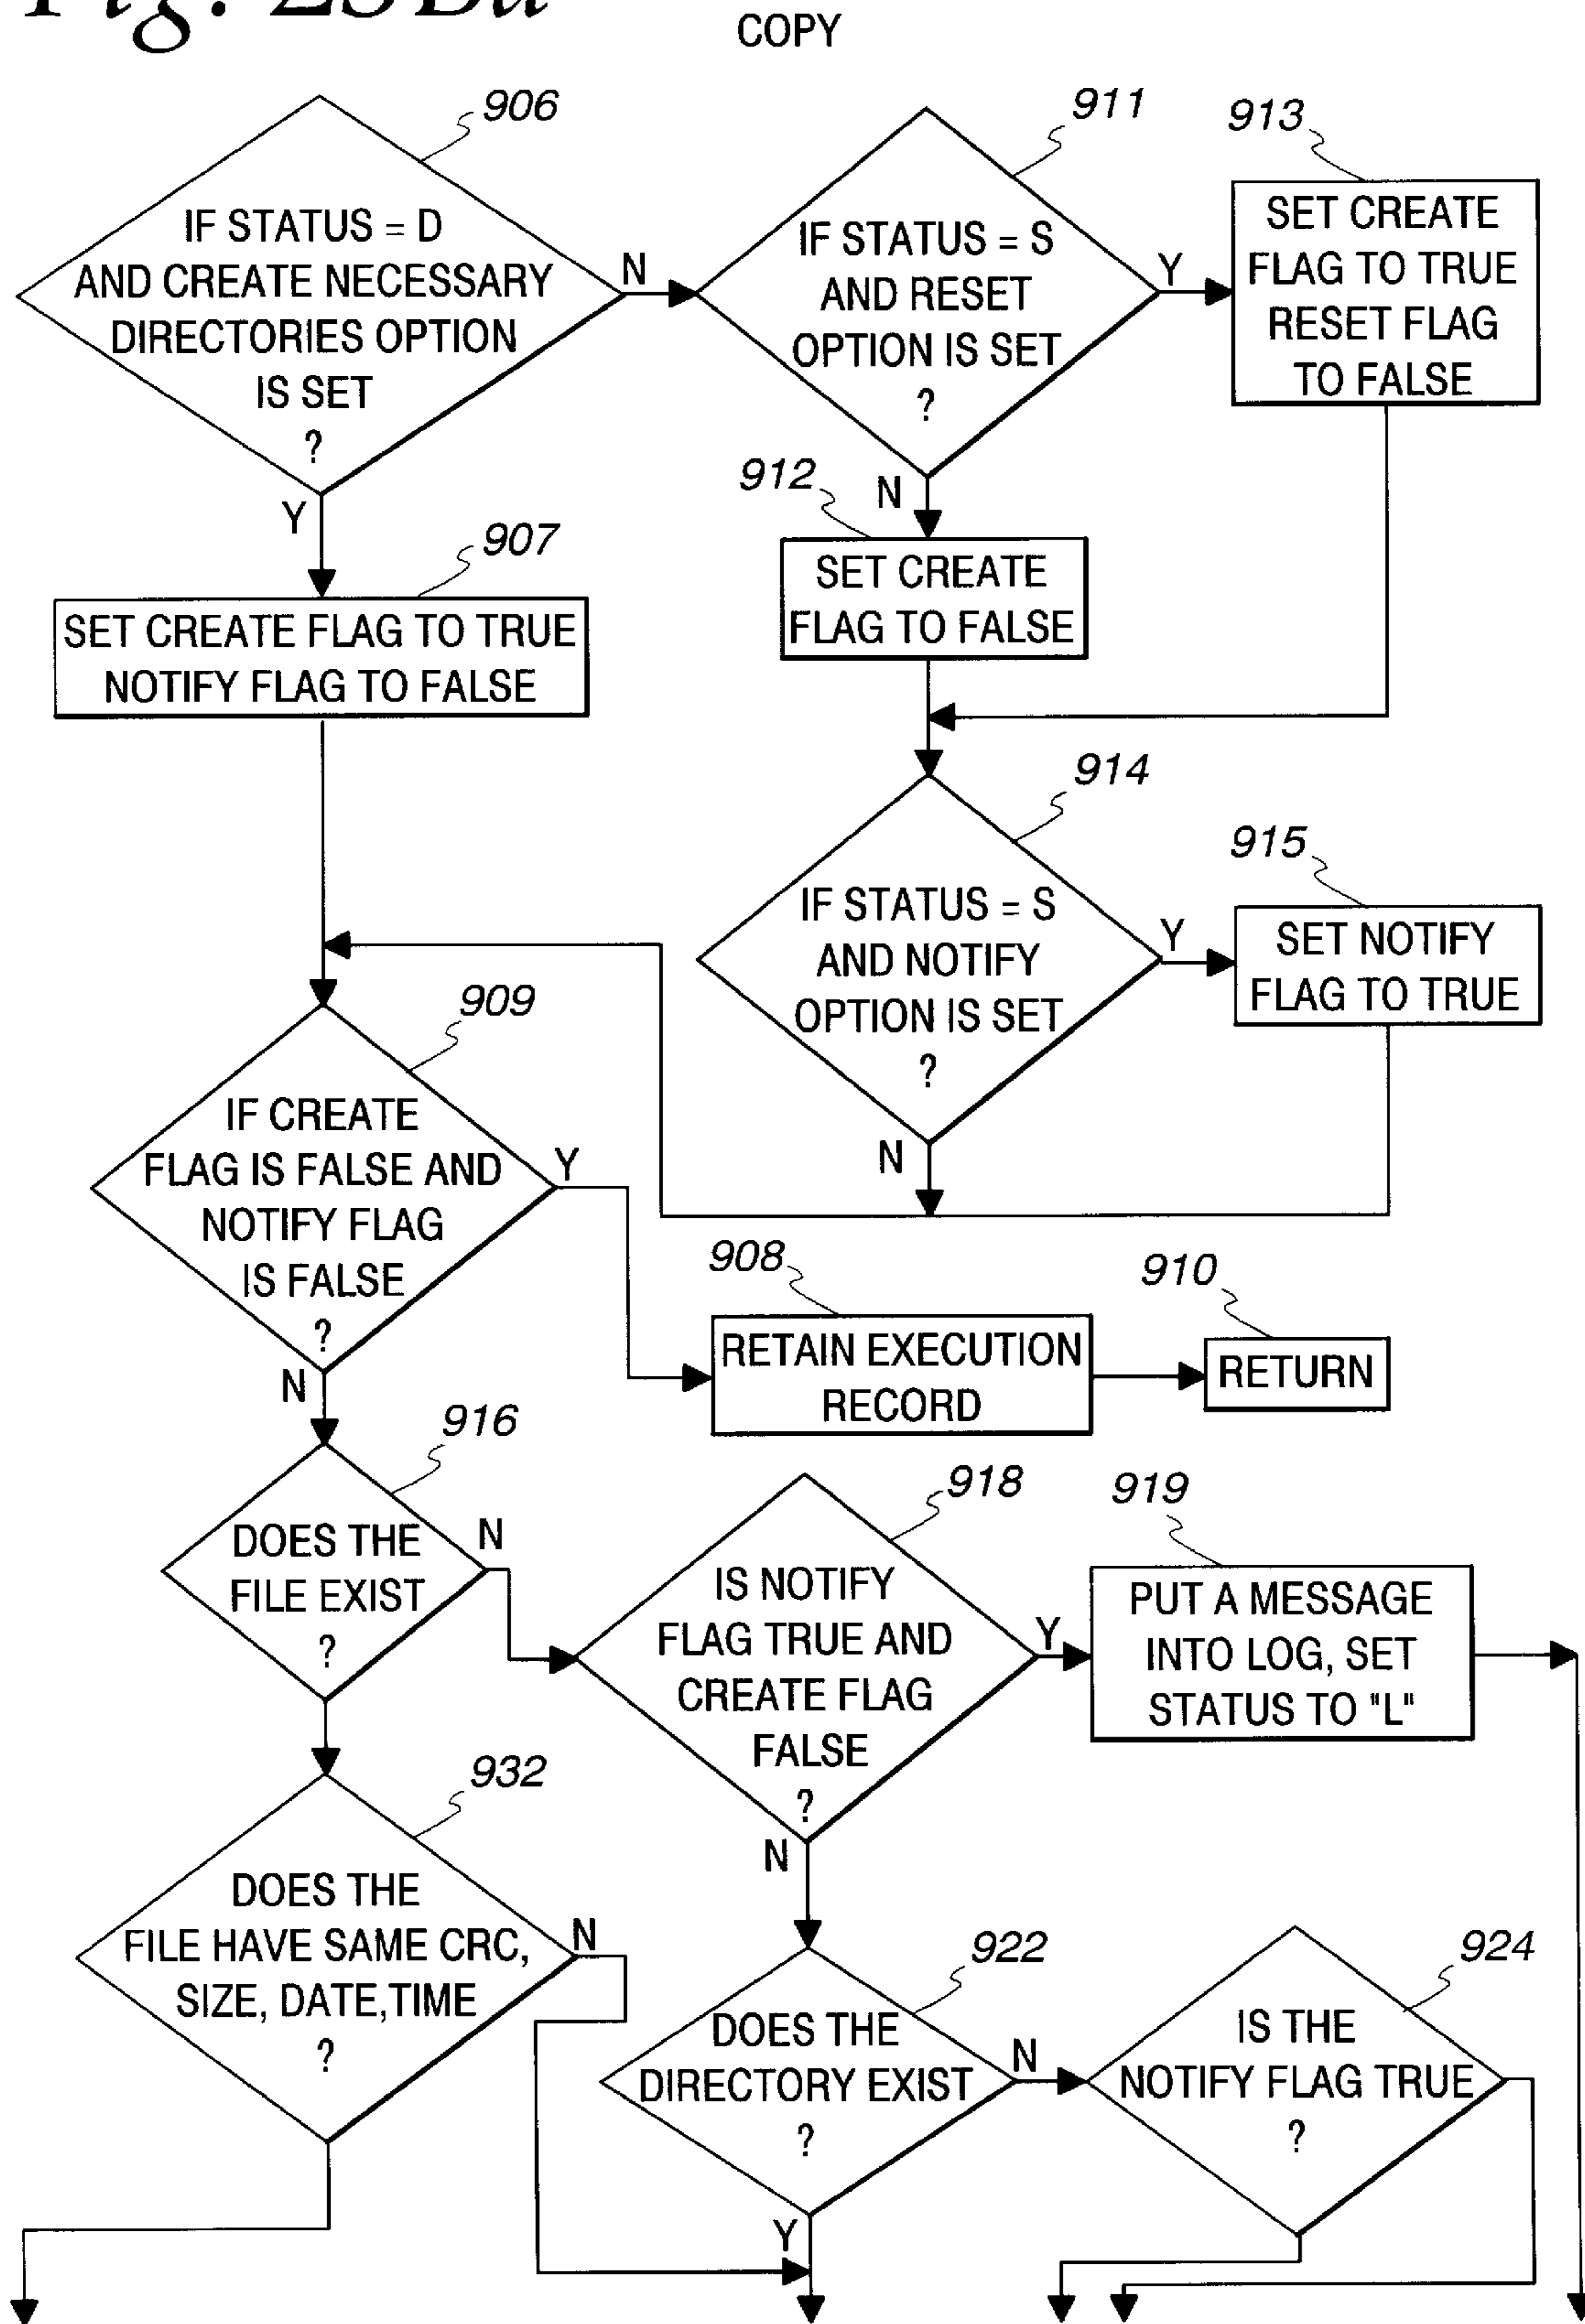 Fig. 23Ba
COPY
906
IF STATUS = D
AND CREATE NECESSARY
DIRECTORIES OPTION
IS SET
?
N
Y
911
IF STATUS = S
AND RESET
OPTION IS SET
?
Y
N
913
SET CREATE
FLAG TO TRUE
RESET FLAG
TO FALSE
912
SET CREATE
FLAG TO FALSE
907
SET CREATE FLAG TO TRUE
NOTIFY FLAG TO FALSE
914
IF STATUS = S
AND NOTIFY
OPTION IS SET
?
Y
N
915
SET NOTIFY
FLAG TO TRUE
909
IF CREATE
FLAG IS FALSE AND
NOTIFY FLAG
IS FALSE
?
Y
N
908
RETAIN EXECUTION
RECORD
910
RETURN
916
DOES THE
FILE EXIST
?
N
918
IS NOTIFY
FLAG TRUE AND
CREATE FLAG
FALSE
?
Y
N
919
PUT A MESSAGE
INTO LOG, SET
STATUS TO "L"
932
DOES THE
FILE HAVE SAME CRC,
SIZE, DATE,TIME
?
N
922
DOES THE
DIRECTORY EXIST
?
N
Y
924
IS THE
NOTIFY FLAG TRUE
?